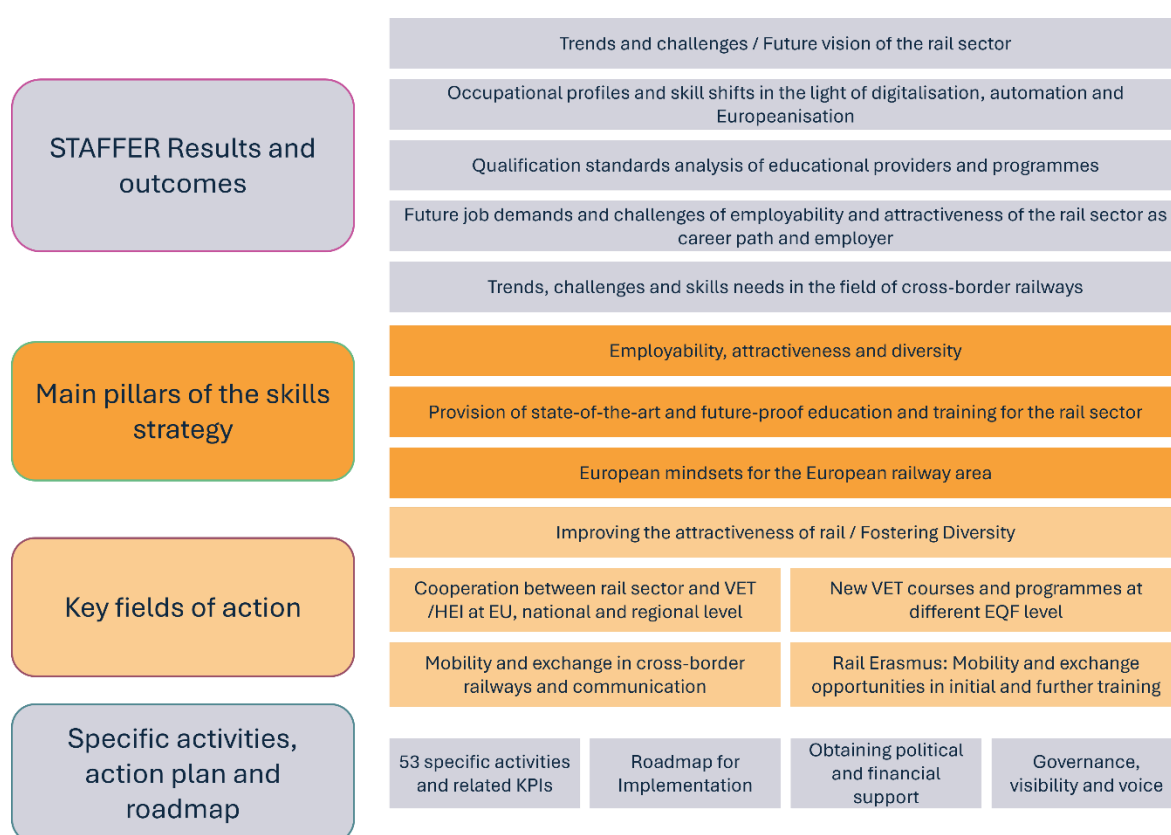 STAFFER Results and
outcomes
Trends and challenges / Future vision of the rail sector
Occupational profiles and skill shifts in the light of digitalisation, automation and
Europeanisation
Qualification standards analysis of educational providers and programmes
Future job demands and challenges of employability and attractiveness of the rail sector as
career path and employer
Trends, challenges and skills needs in the field of cross-border railways
Main pillars of the skills
strategy
Employability, attractiveness and diversity
Provision of state-of-the-art and future-proof education and training for the rail sector
European mindsets for the European railway area
Key fields of action
Improving the attractiveness of rail / Fostering Diversity
Cooperation between rail sector and VET
/HEI at EU, national and regional level
New VET courses and programmes at
different EQF level
Mobility and exchange in cross-border
railways and communication
Rail Erasmus: Mobility and exchange
opportunities in initial and further training
Specific activities,
action plan and
roadmap
53 specific activities
and related KPIs
Roadmap for
Implementation
Obtaining political
and financial
support
Governance,
visibility and voice